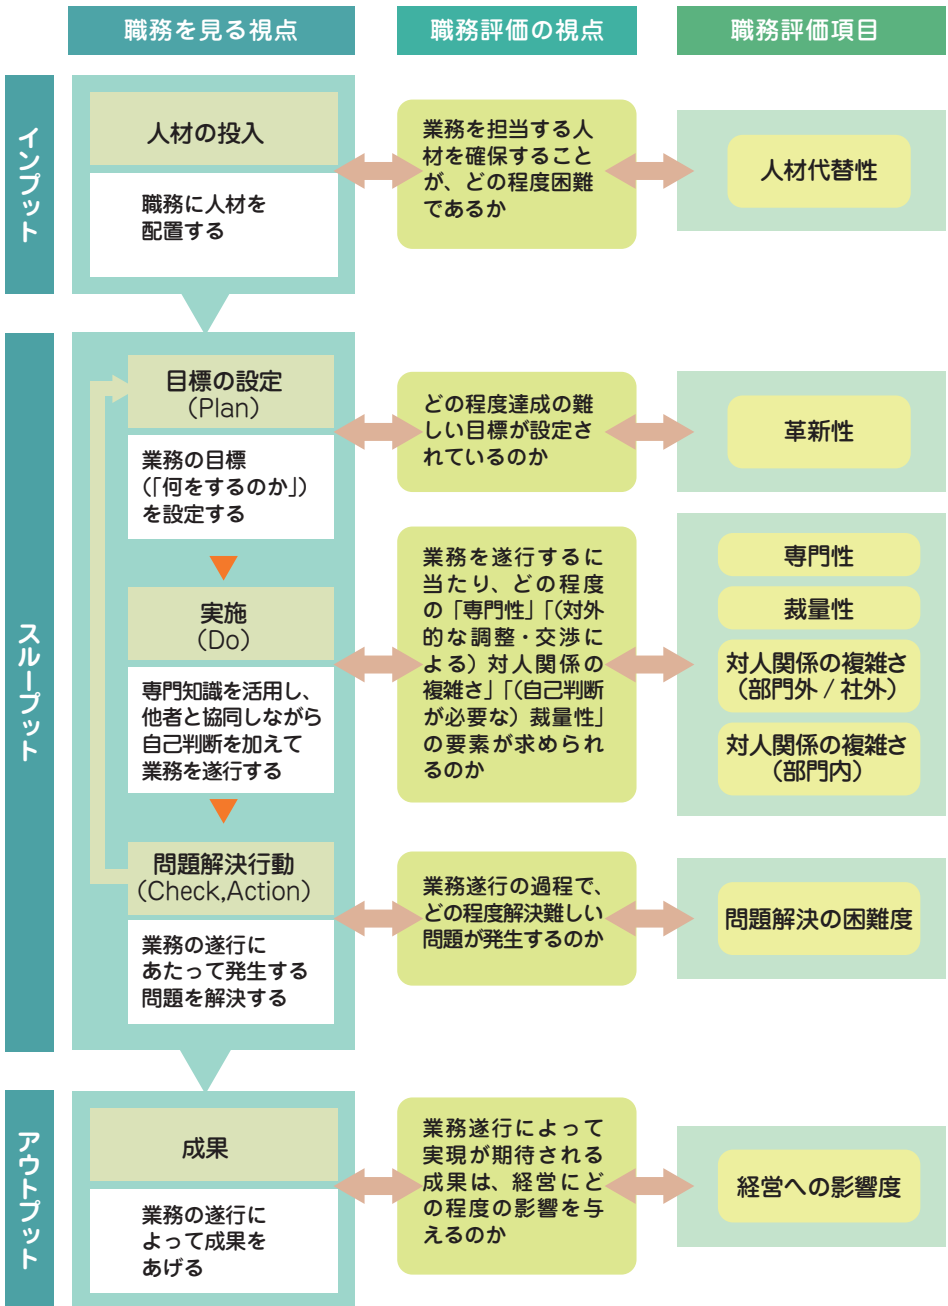 職務を見る視点
職務評価の視点
職務評価項目
インプット
人材の投入
職務に人材を
配置する
業務を担当する人
材を確保すること
が、どの程度困難
であるか
人材代替性
スループット
目標の設定
（Plan）
業務の目標
（「何をするのか」）
を設定する
どの程度達成の難
しい目標が設定さ
れているのか
革新性
実施
（Do）
専門知識を活用し、
他者と協同しながら
自己判断を加えて
業務を遂行する
業務を遂行するに
当たり、どの程度
の「専門性」「（対外
的な調整・交渉に
よる）対人関係の
複雑さ」「（自己判断
が必要な）裁量性」
の要素が求められ
るのか
専門性
裁量性
対人関係の複雑さ
（部門外 / 社外）
対人関係の複雑さ
（部門内）
問題解決行動
（Check,Action）
業務の遂行に
あたって発生する
問題を解決する
業務遂行の過程で、
どの程度解決難しい
問題が発生するのか
問題解決の困難度
アウトプット
成果
業務の遂行に
よって成果を
あげる
業務遂行によって
実現が期待される
成果は、経営にど
の程度の影響を与
えるのか
経営への影響度